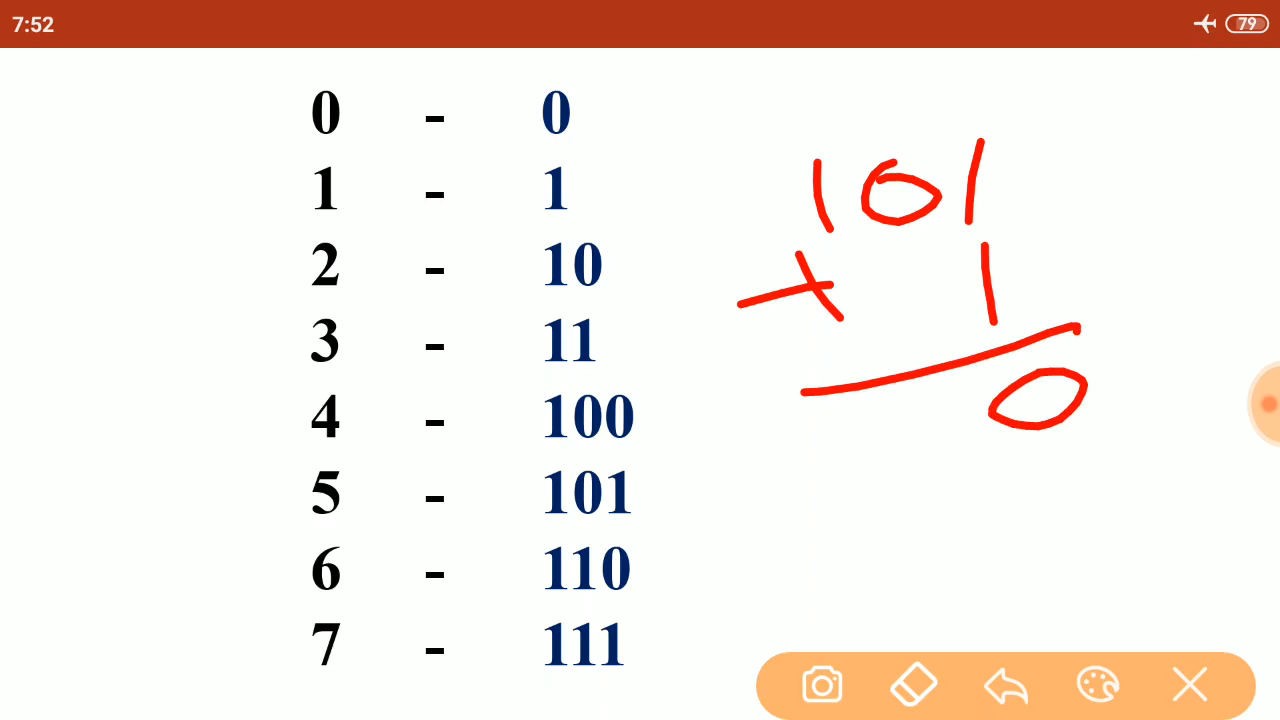 7:52 79
0 - 0
1 - 1
2 - 10
3 - 11
4 - 100
5 - 101
6 - 110
7 - 111
101
+ 1
0